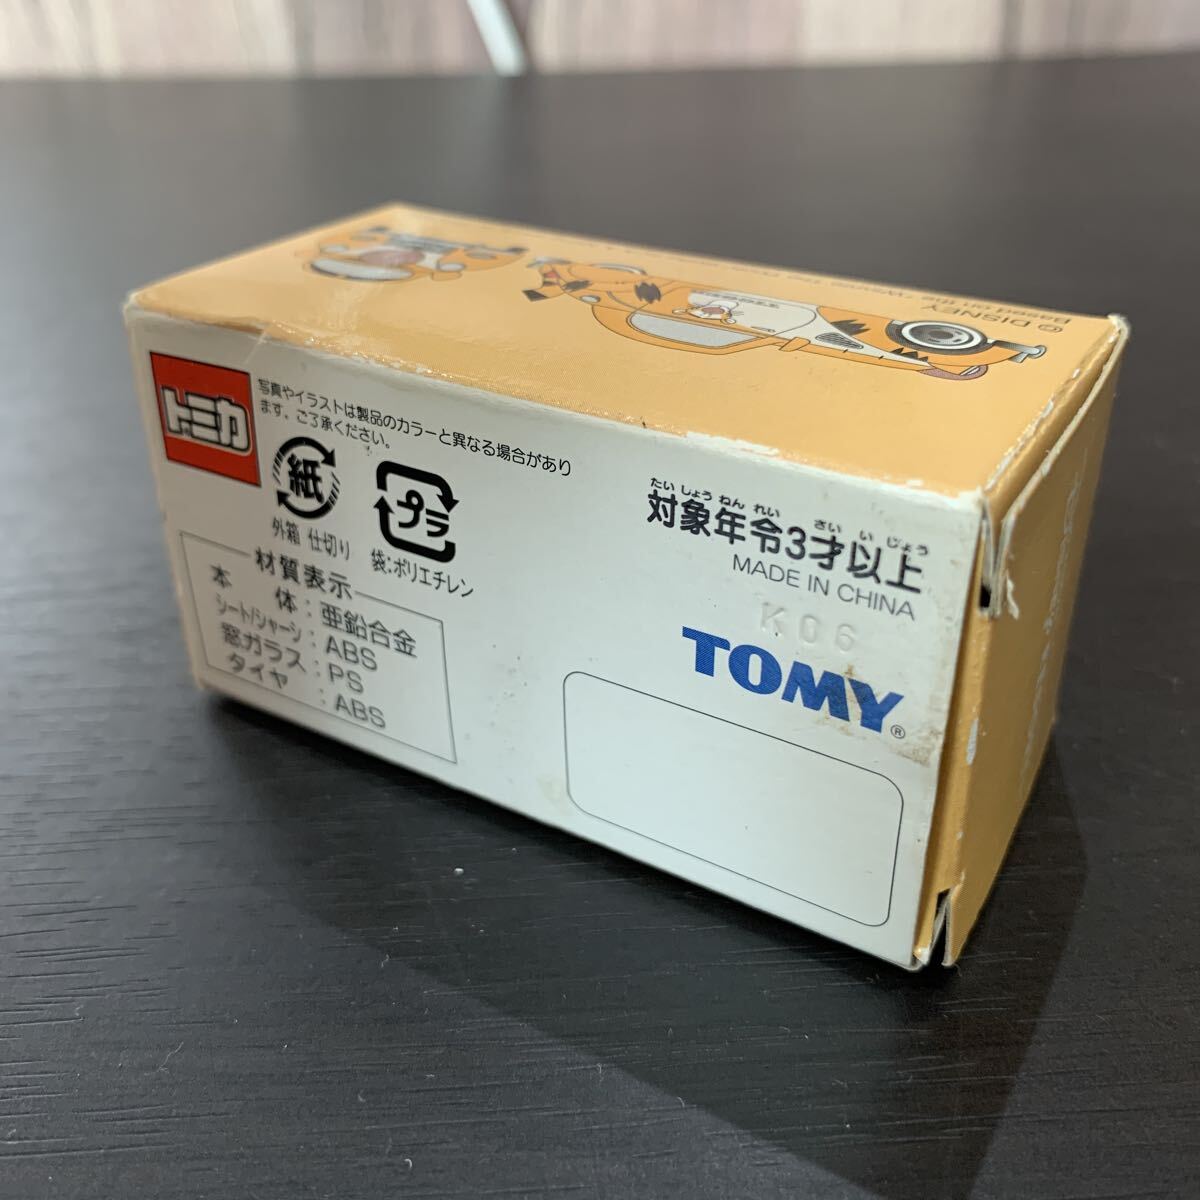 © DISNEY
Based on the "Winnie
トミカ
写真やイラストは製品のカラーと異なる場合があり
ます。ご了承ください。
紙
外箱 仕切り
プラ
袋:ポリエチレン
材質表示
本 体:亜鉛合金
シート/シャーシ:ABS
窓ガラス:PS
タイヤ:ABS
たいしょうねんれい さいいじょう
対象年令3才以上
MADE IN CHINA
K06
TOMY®